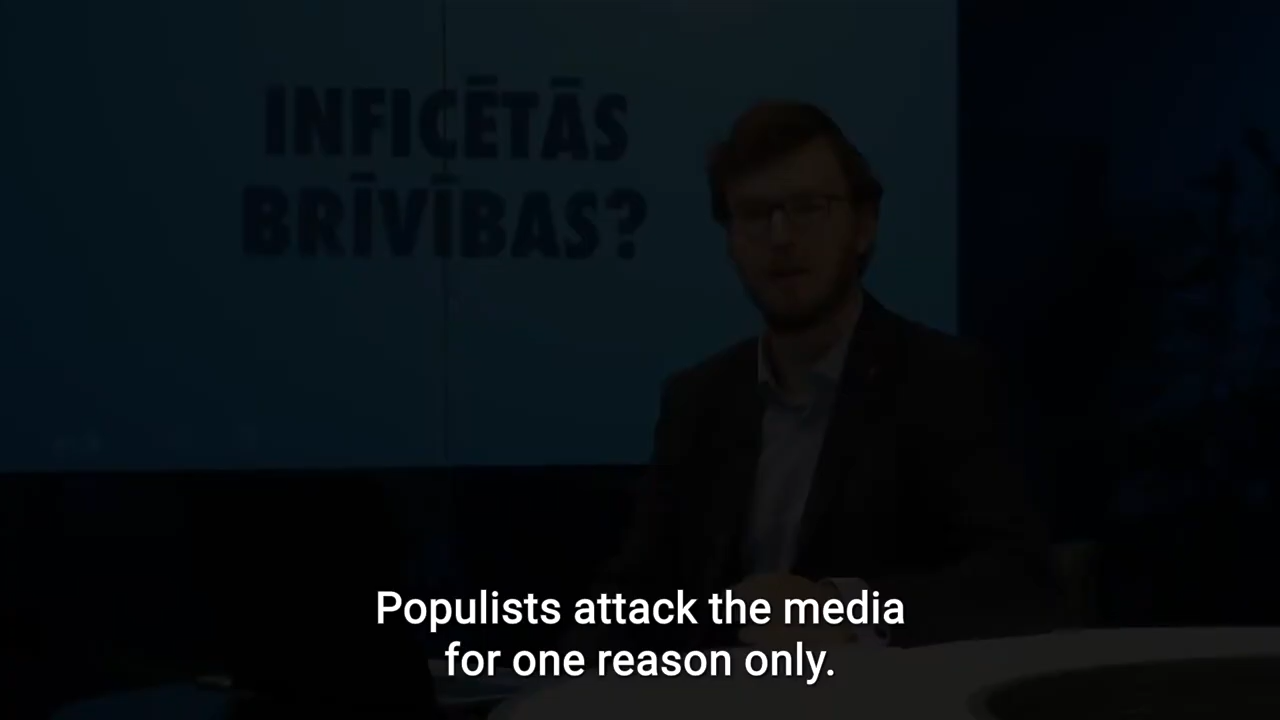 INFICĒTĀS
BRĪVĪBAS?
Populists attack the media
for one reason only.